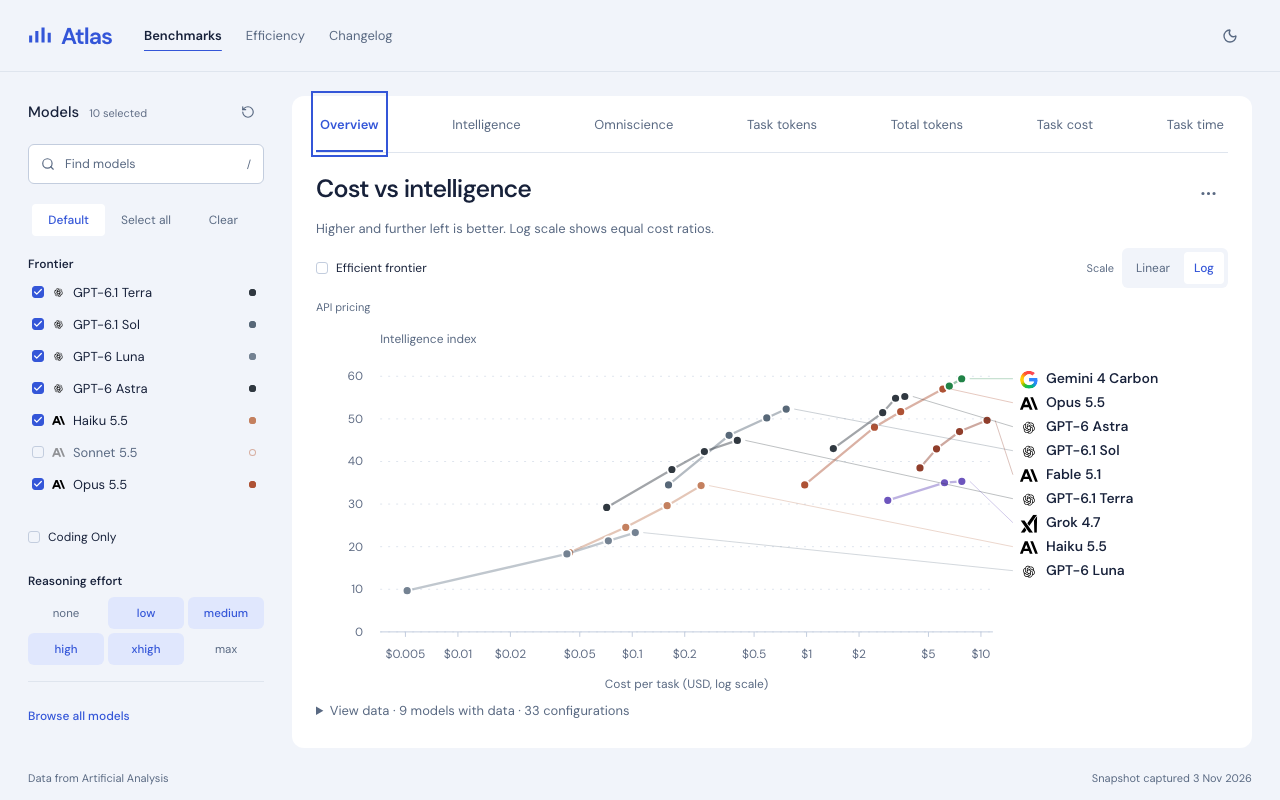 Atlas
Benchmarks Efficiency Changelog
Models 10 selected
Find models /
Default Select all Clear
Frontier
GPT-6.1 Terra
GPT-6.1 Sol
GPT-6 Luna
GPT-6 Astra
Haiku 5.5
Sonnet 5.5
Opus 5.5
Coding Only
Reasoning effort
none low medium
high xhigh max
Browse all models
Overview Intelligence Omniscience Task tokens Total tokens Task cost Task time
Cost vs intelligence
Higher and further left is better. Log scale shows equal cost ratios.
Efficient frontier
Scale Linear Log
API pricing
Intelligence index
60
50
40
30
20
10
0
$0.005 $0.01 $0.02 $0.05 $0.1 $0.2 $0.5 $1 $2 $5 $10
Cost per task (USD, log scale)
Gemini 4 Carbon
Opus 5.5
GPT-6 Astra
GPT-6.1 Sol
Fable 5.1
GPT-6.1 Terra
Grok 4.7
Haiku 5.5
GPT-6 Luna
View data · 9 models with data · 33 configurations
Data from Artificial Analysis
Snapshot captured 3 Nov 2026